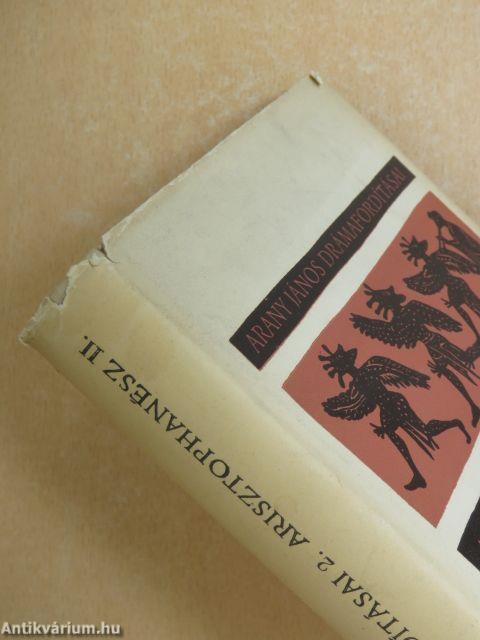 ARANY JÁNOS DRÁMAFORDÍTÁSAI
DÍTÁSAI 2. ARISZTOPHANÉSZ II.
Antikvárium.hu